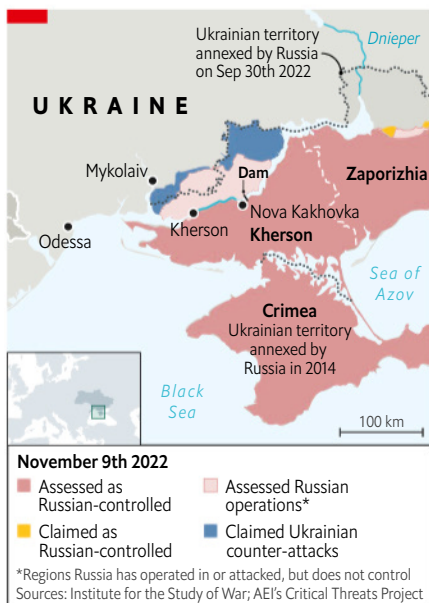 Ukrainian territory
annexed by Russia
on Sep 30th 2022
Dnieper
UKRAINE
Mykolaiv
Dam
Zaporizhia
Nova Kakhovka
Kherson
Odessa
Kherson
Sea of
Azov
Crimea
Ukrainian territory
annexed by
Russia in 2014
Black
Sea
100 km
November 9th 2022
Assessed as
Russian-controlled
Assessed Russian
operations*
Claimed as
Russian-controlled
Claimed Ukrainian
counter-attacks
*Regions Russia has operated in or attacked, but does not control
Sources: Institute for the Study of War; AEI's Critical Threats Project